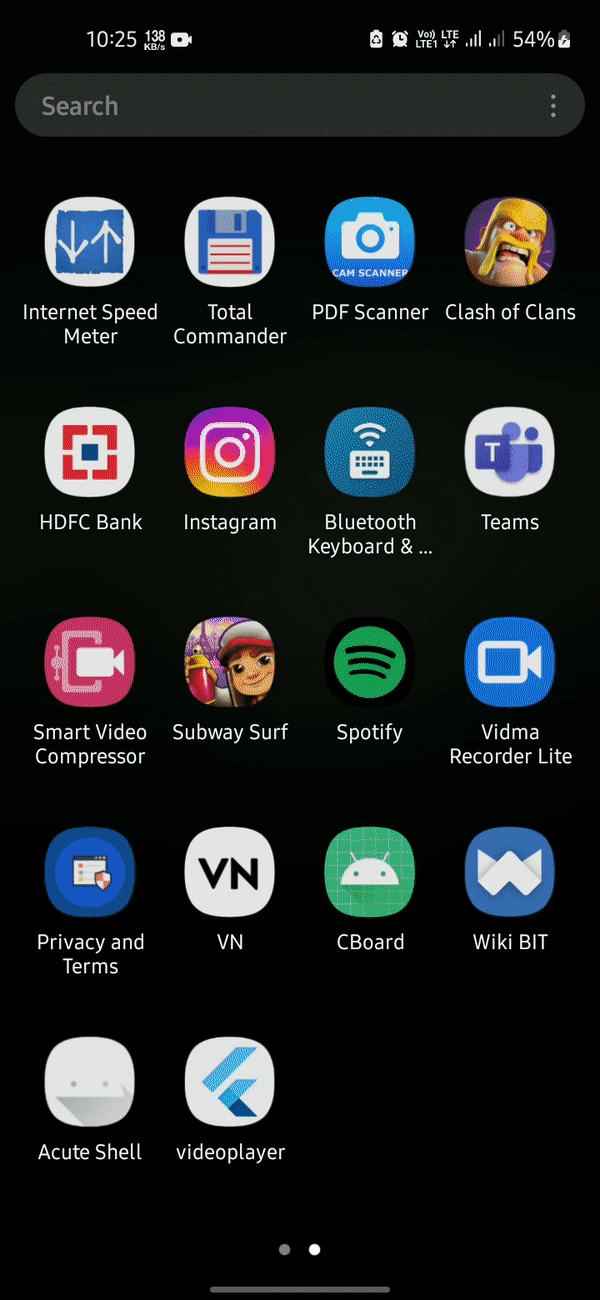 10:25 138 KB/s Vo)) LTE1 LTE 54%
Search
CAM SCANNER
Internet Speed Meter
Total Commander
PDF Scanner
Clash of Clans
HDFC Bank
Instagram
Bluetooth Keyboard & ...
T
Teams
Smart Video Compressor
Subway Surf
Spotify
Vidma Recorder Lite
VN
Privacy and Terms
VN
CBoard
Wiki BIT
Acute Shell
videoplayer